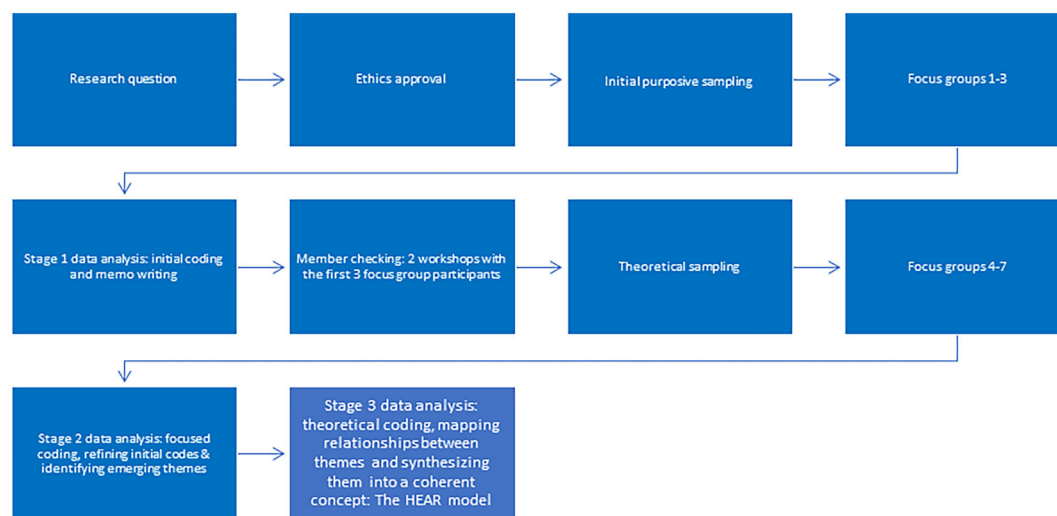 Research question
Ethics approval
Initial purposive sampling
Focus groups 1-3
Stage 1 data analysis: initial coding
and memo writing
Member checking: 2 workshops with
the first 3 focus group participants
Theoretical sampling
Focus groups 4-7
Stage 2 data analysis: focused
coding, refining initial codes &
identifying emerging themes
Stage 3 data analysis:
theoretical coding, mapping
relationships between
themes and synthesizing
them into a coherent
concept: The HEAR model